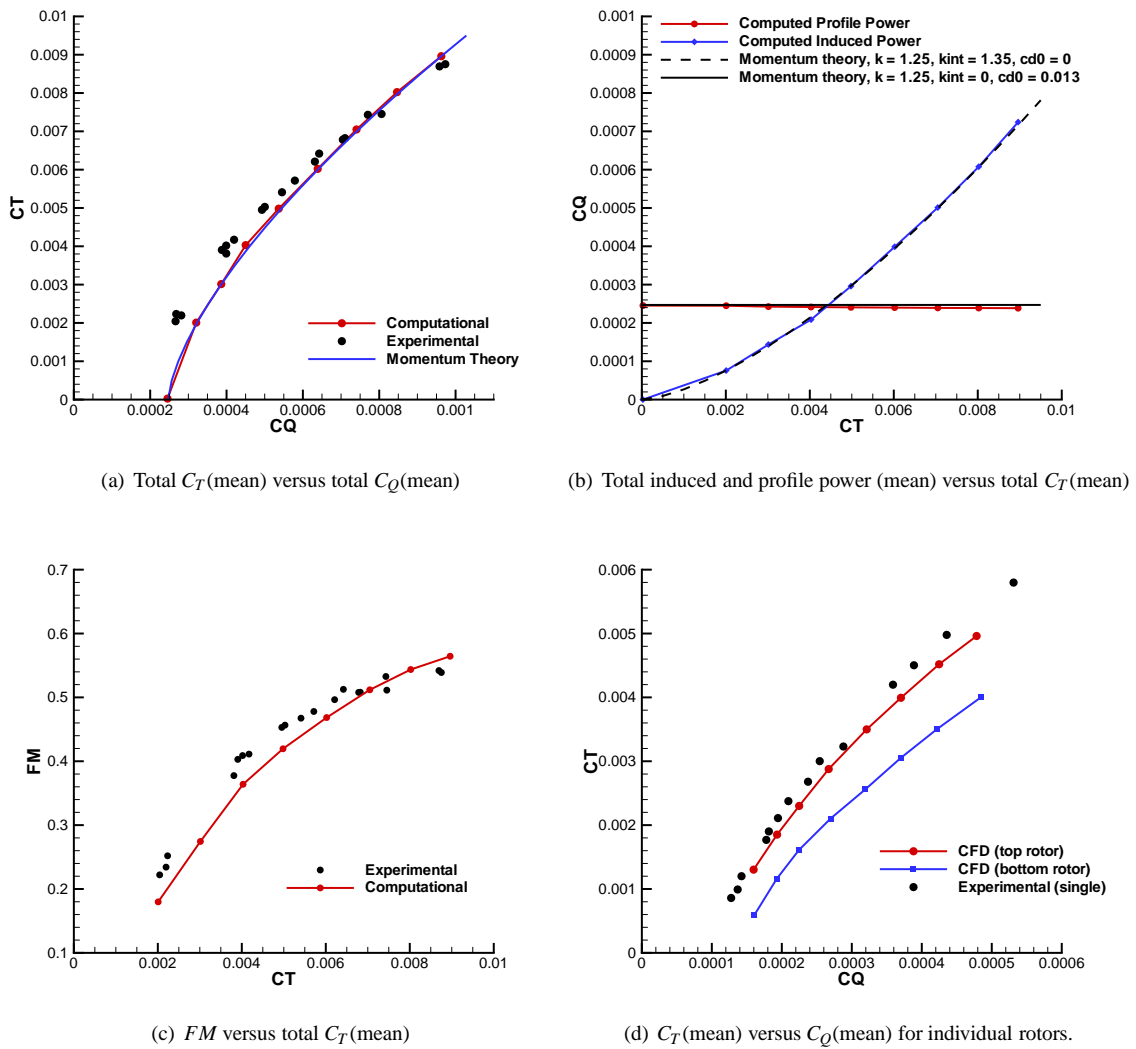 0.01
0.009
0.008
0.007
0.006
0.005
0.004
0.003
0.002
0.001
0
CT
0
0.0002
0.0004
0.0006
0.0008
0.001
CQ
Computational
Experimental
Momentum Theory
(a) Total C_T(mean) versus total C_Q(mean)
0.001
0.0009
0.0008
0.0007
0.0006
0.0005
0.0004
0.0003
0.0002
0.0001
0
CQ
0
0.002
0.004
0.006
0.008
0.01
CT
Computed Profile Power
Computed Induced Power
Momentum theory, k = 1.25, kint = 1.35, cd0 = 0
Momentum theory, k = 1.25, kint = 0, cd0 = 0.013
(b) Total induced and profile power (mean) versus total C_T(mean)
0.7
0.6
0.5
0.4
0.3
0.2
0.1
FM
0
0.002
0.004
0.006
0.008
0.01
CT
Experimental
Computational
(c) FM versus total C_T(mean)
0.006
0.005
0.004
0.003
0.002
0.001
0
CT
0
0.0001
0.0002
0.0003
0.0004
0.0005
0.0006
CQ
CFD (top rotor)
CFD (bottom rotor)
Experimental (single)
(d) C_T(mean) versus C_Q(mean) for individual rotors.